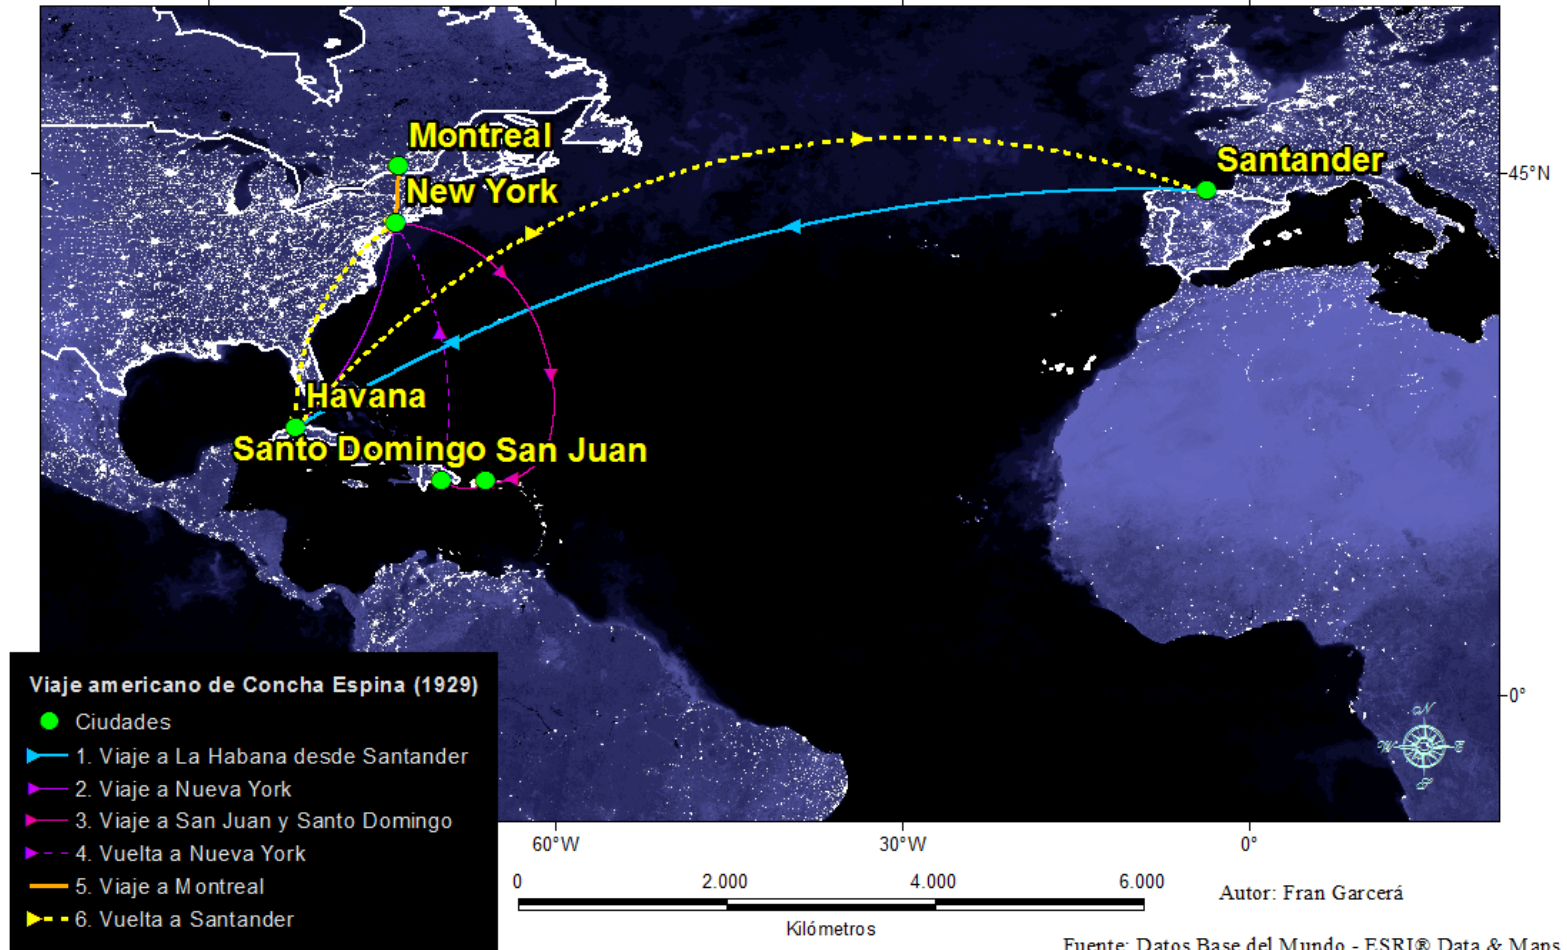 Montreal
New York
Santander
45°N
Havana
Santo Domingo San Juan
0°
N
W E
S
Viaje americano de Concha Espina (1929)
Ciudades
1. Viaje a La Habana desde Santander
2. Viaje a Nueva York
3. Viaje a San Juan y Santo Domingo
4. Vuelta a Nueva York
5. Viaje a Montreal
6. Vuelta a Santander
60°W 30°W 0°
0 2.000 4.000 6.000
Kilómetros
Autor: Fran Garcerá
Fuente: Datos Base del Mundo - ESRI® Data & Maps